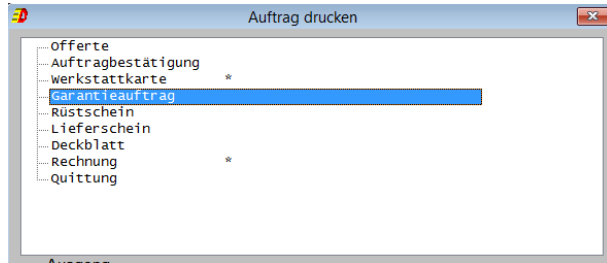 Auftrag drucken
Offerte
Auftragbestätigung
Werkstattkarte *
Garantieauftrag
Rüstschein
Lieferschein
Deckblatt
Rechnung *
Quittung